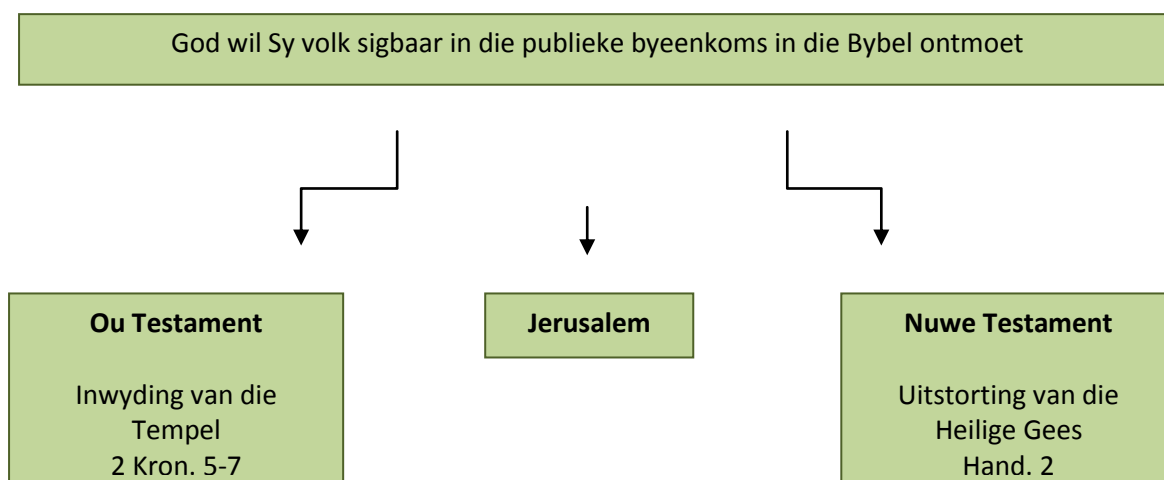 God wil Sy volk sigbaar in die publieke byeenkoms in die Bybel ontmoet
Ou Testament
Inwyding van die
Tempel
2 Kron. 5-7
Jerusalem
Nuwe Testament
Uitstorting van die
Heilige Gees
Hand. 2